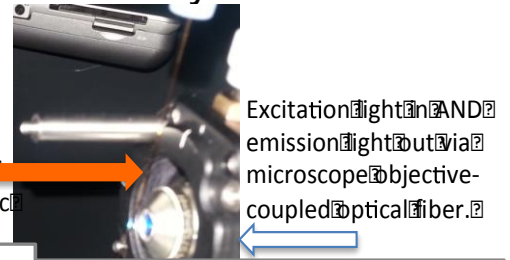 Excitation light in AND
emission light out via
microscope objective-
coupled optical fiber.